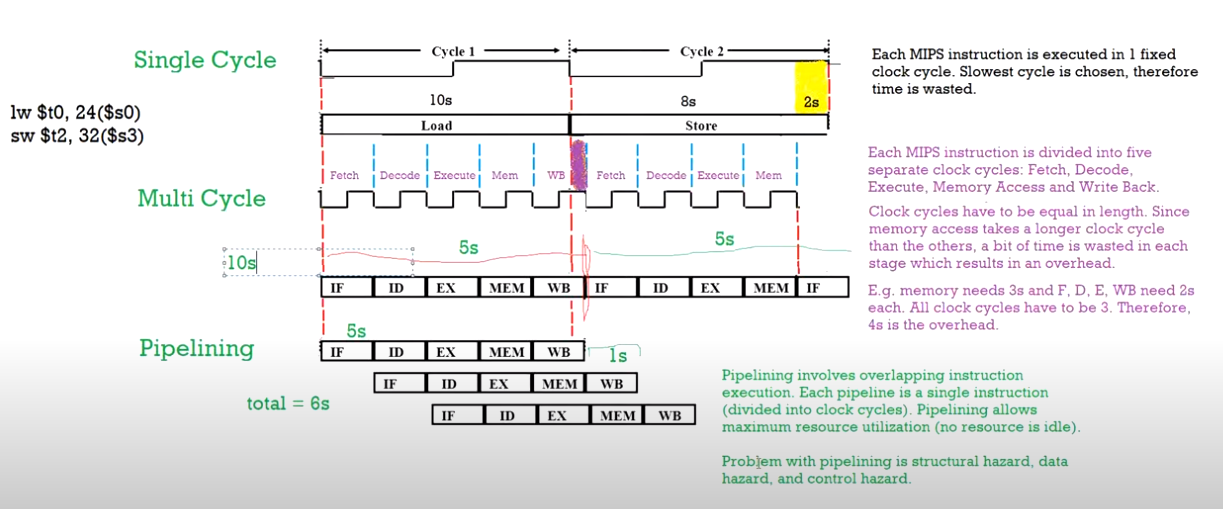 Single Cycle
Cycle 1
Cycle 2
10s
8s
2s
Load
Store
lw $t0, 24($s0)
sw $t2, 32($s3)
Each MIPS instruction is executed in 1 fixed
clock cycle. Slowest cycle is chosen, therefore
time is wasted.
Multi Cycle
Fetch Decode Execute Mem WB Fetch Decode Execute Mem
Each MIPS instruction is divided into five
separate clock cycles: Fetch, Decode,
Execute, Memory Access and Write Back.
Clock cycles have to be equal in length. Since
memory access takes a longer clock cycle
than the others, a bit of time is wasted in each
stage which results in an overhead.
E.g. memory needs 3s and F, D, E, WB need 2s
each. All clock cycles have to be 3. Therefore,
4s is the overhead.
10s
5s
5s
IF ID EX MEM WB IF ID EX MEM IF
Pipelining
5s
IF ID EX MEM WB
1s
IF ID EX MEM WB
IF ID EX MEM WB
total = 6s
Pipelining involves overlapping instruction
execution. Each pipeline is a single instruction
(divided into clock cycles). Pipelining allows
maximum resource utilization (no resource is idle).
Problem with pipelining is structural hazard, data
hazard, and control hazard.